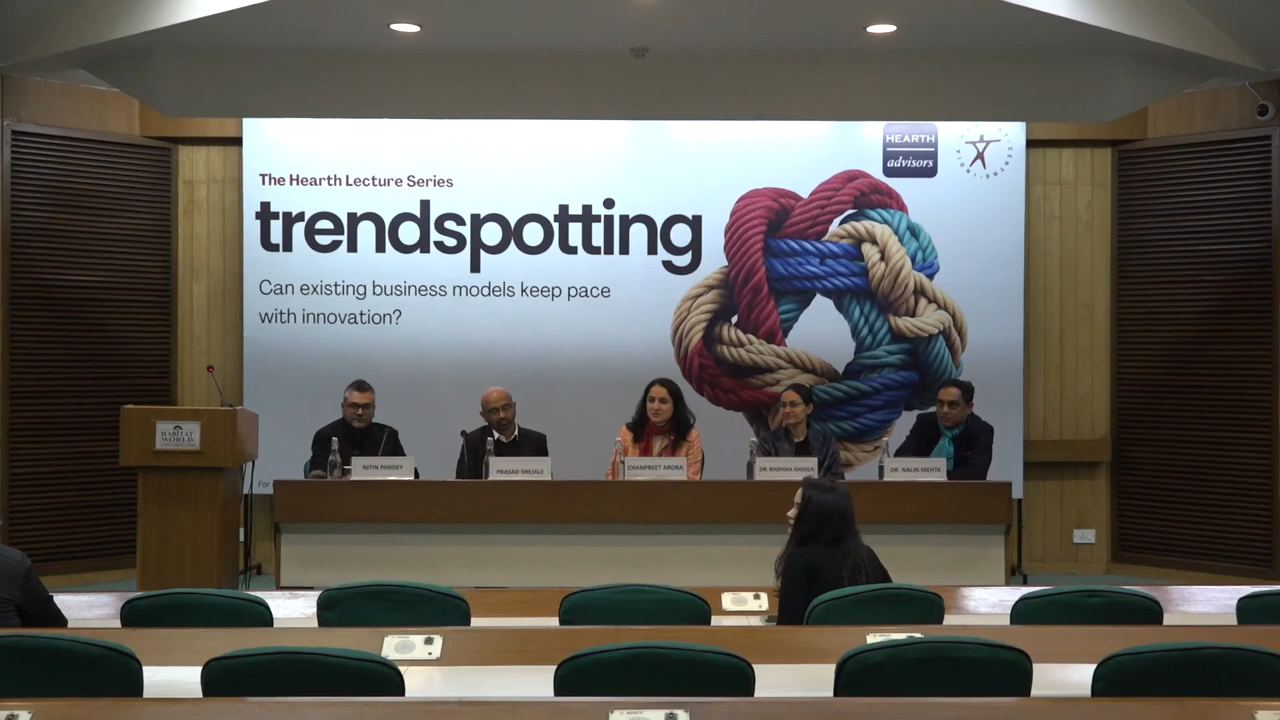 HEARTH
advisors
The Hearth Lecture Series
trendspotting
Can existing business models keep pace
with innovation?
HABITAT
WORLD
NITIN PANDEY
PRASAD SHEJALE
CHANPREET ARORA
DR. RADHIKA KHOSLA
DR. NALIN MEHTA
For